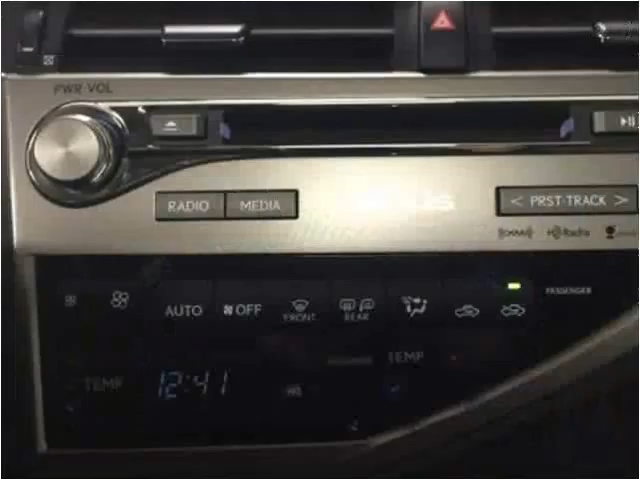 PWR VOL
RADIO MEDIA
< PRST·TRACK >
HD Radio
AUTO OFF FRONT REAR PASSENGER
TEMP
TEMP 12:41